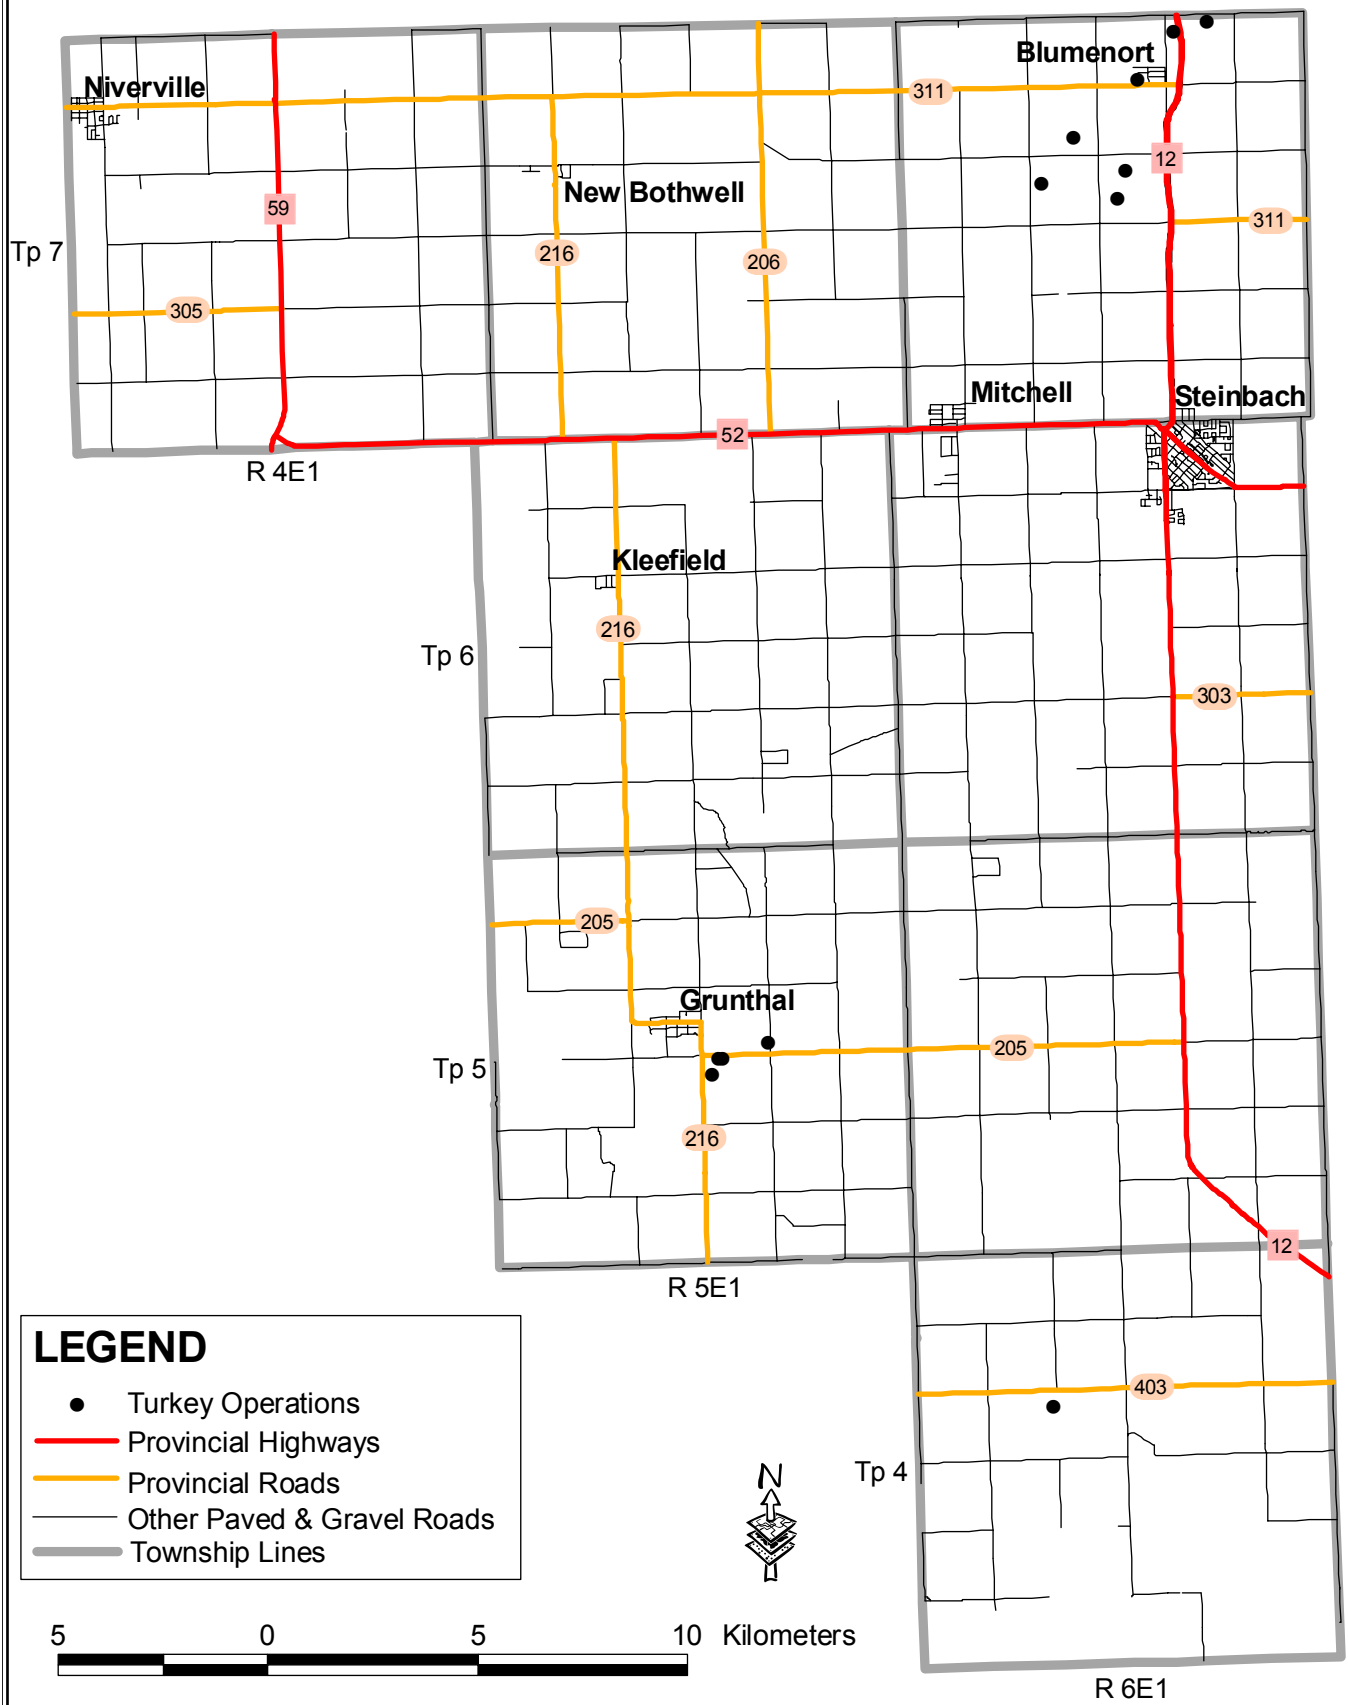 Blumenort
Niverville
311
12
New Bothwell
59
311
Tp 7
216
206
305
Mitchell
Steinbach
52
R 4E1
Kleefield
216
Tp 6
303
205
Grunthal
205
Tp 5
216
12
R 5E1
LEGEND
Turkey Operations
Provincial Highways
Provincial Roads
Other Paved & Gravel Roads
Township Lines
403
N
Tp 4
5 0 5 10 Kilometers
R 6E1